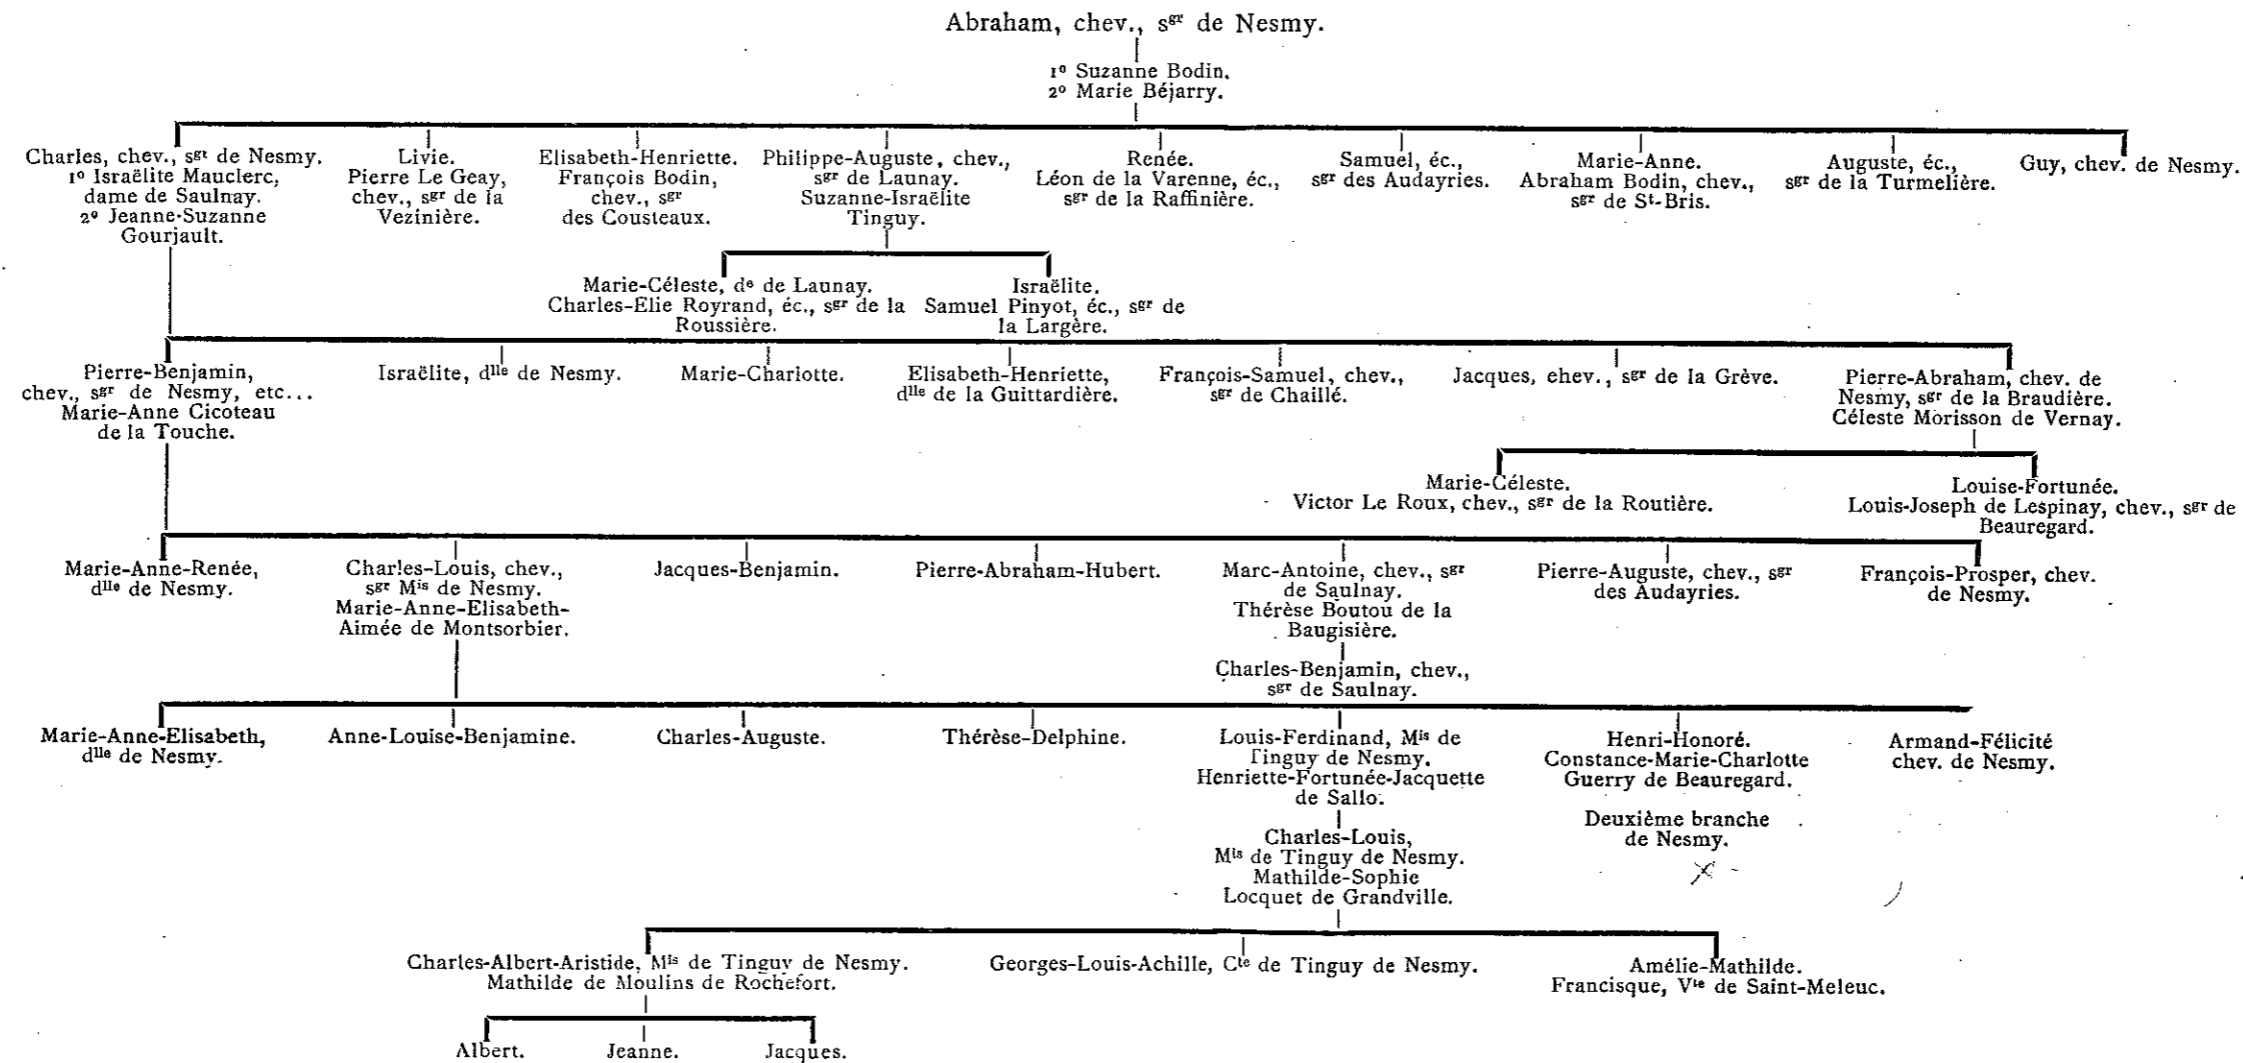 Abraham, chev., sgr de Nesmy.
1º Suzanne Bodin.
2º Marie Béjarry.
Charles, chev., sgr de Nesmy.
1º Israëlite Mauclerc,
dame de Saulnay.
2º Jeanne-Suzanne
Gourjault.
Livie.
Pierre Le Geay,
chev., sgr de la
Vezinière.
Elisabeth-Henriette.
François Bodin,
chev., sgr
des Cousteaux.
Philippe-Auguste, chev.,
sgr de Launay.
Suzanne-Israëlite
Tinguy.
Renée.
Léon de la Varenne, éc.,
sgr de la Raffinière.
Samuel, éc.,
sgr des Audayries.
Marie-Anne.
Abraham Bodin, chev.,
sgr de St-Bris.
Auguste, éc.,
sgr de la Turmelière.
Guy, chev. de Nesmy.
Marie-Céleste, de de Launay.
Charles-Elie Royrand, éc., sgr de la
Roussière.
Israëlite.
Samuel Pinyot, éc., sgr de
la Largère.
Pierre-Benjamin,
chev., sgr de Nesmy, etc...
Marie-Anne Cicoteau
de la Touche.
Israëlite, dlle de Nesmy.
Marie-Charlotte.
Elisabeth-Henriette,
dlle de la Guittardière.
François-Samuel, chev.,
sgr de Chaillé.
Jacques, ehev., sgr de la Grève.
Pierre-Abraham, chev. de
Nesmy, sgr de la Braudière.
Céleste Morisson de Vernay.
Marie-Céleste.
Victor Le Roux, chev., sgr de la Routière.
Louise-Fortunée.
Louis-Joseph de Lespinay, chev., sgr de
Beauregard.
Marie-Anne-Renée,
dlle de Nesmy.
Charles-Louis, chev.,
sgr Mis de Nesmy.
Marie-Anne-Elisabeth-
Aimée de Montsorbier.
Jacques-Benjamin.
Pierre-Abraham-Hubert.
Marc-Antoine, chev., sgr
de Saulnay.
Thérèse Boutou de la
Baugisière.
Pierre-Auguste, chev., sgr
des Audayries.
François-Prosper, chev.
de Nesmy.
Charles-Benjamin, chev.,
sgr de Saulnay.
Marie-Anne-Elisabeth,
dlle de Nesmy.
Anne-Louise-Benjamine.
Charles-Auguste.
Thérèse-Delphine.
Louis-Ferdinand, Mis de
Tinguy de Nesmy.
Henriette-Fortunée-Jacquette
de Sallo.
Henri-Honoré.
Constance-Marie-Charlotte
Guerry de Beauregard.
Deuxième branche
de Nesmy.
Armand-Félicité
chev. de Nesmy.
Charles-Louis,
Mis de Tinguy de Nesmy.
Mathilde-Sophie
Locquet de Grandville.
Charles-Albert-Aristide, Mis de Tinguy de Nesmy.
Mathilde de Moulins de Rochefort.
Georges-Louis-Achille, Cte de Tinguy de Nesmy.
Amélie-Mathilde.
Francisque, Vte de Saint-Meleuc.
Albert.
Jeanne.
Jacques.